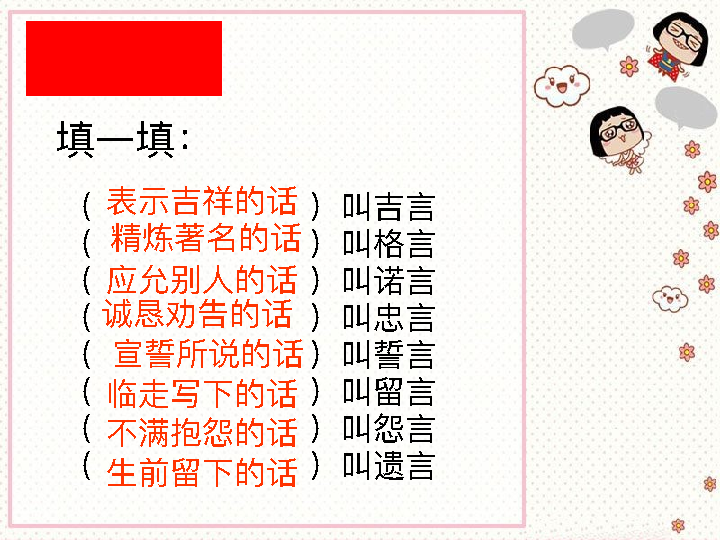 填一填：
（ 表示吉祥的话 ）叫吉言
（ 精炼著名的话 ）叫格言
（ 应允别人的话 ）叫诺言
（ 诚恳劝告的话 ）叫忠言
（ 宣誓所说的话 ）叫誓言
（ 临走写下的话 ）叫留言
（ 不满抱怨的话 ）叫怨言
（ 生前留下的话 ）叫遗言